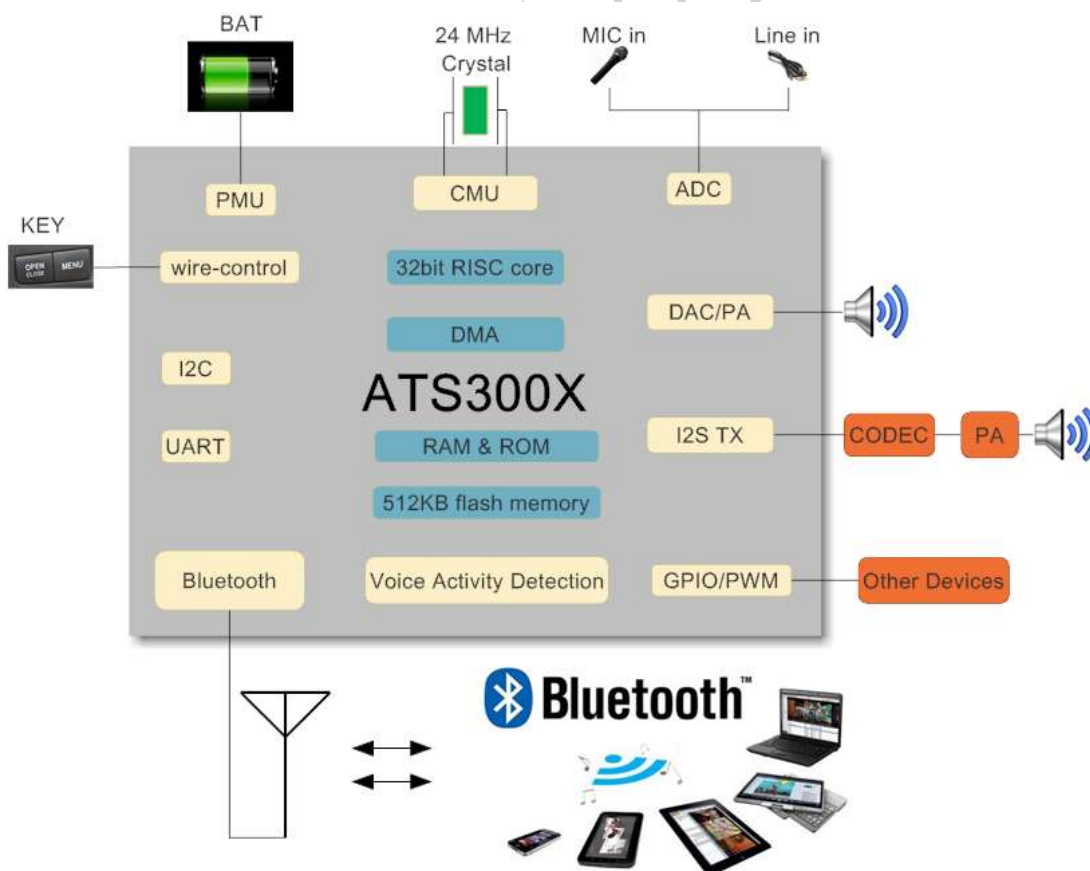 BAT
24 MHz
Crystal
MIC in
Line in
PMU
CMU
ADC
KEY
OPEN
CLOSE
MENU
wire-control
32bit RISC core
DAC/PA
DMA
I2C
ATS300X
UART
RAM & ROM
I2S TX
CODEC
PA
512KB flash memory
Bluetooth
Voice Activity Detection
GPIO/PWM
Other Devices
Bluetooth™